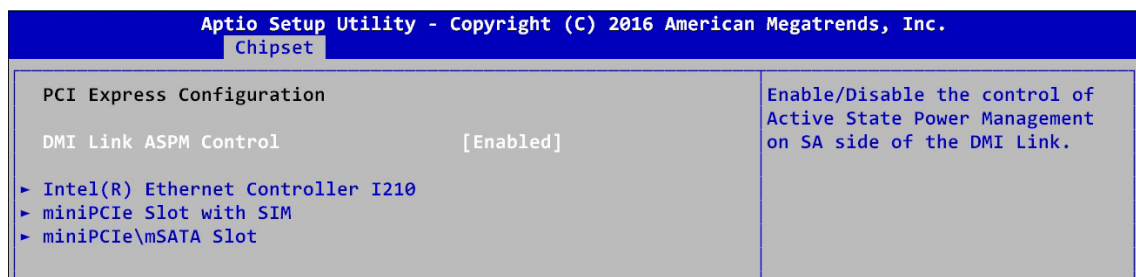 Aptio Setup Utility - Copyright (C) 2016 American Megatrends, Inc.
Chipset
PCI Express Configuration
DMI Link ASPM Control [Enabled]
► Intel(R) Ethernet Controller I210
► miniPCIe Slot with SIM
► miniPCIe\mSATA Slot
Enable/Disable the control of
Active State Power Management
on SA side of the DMI Link.